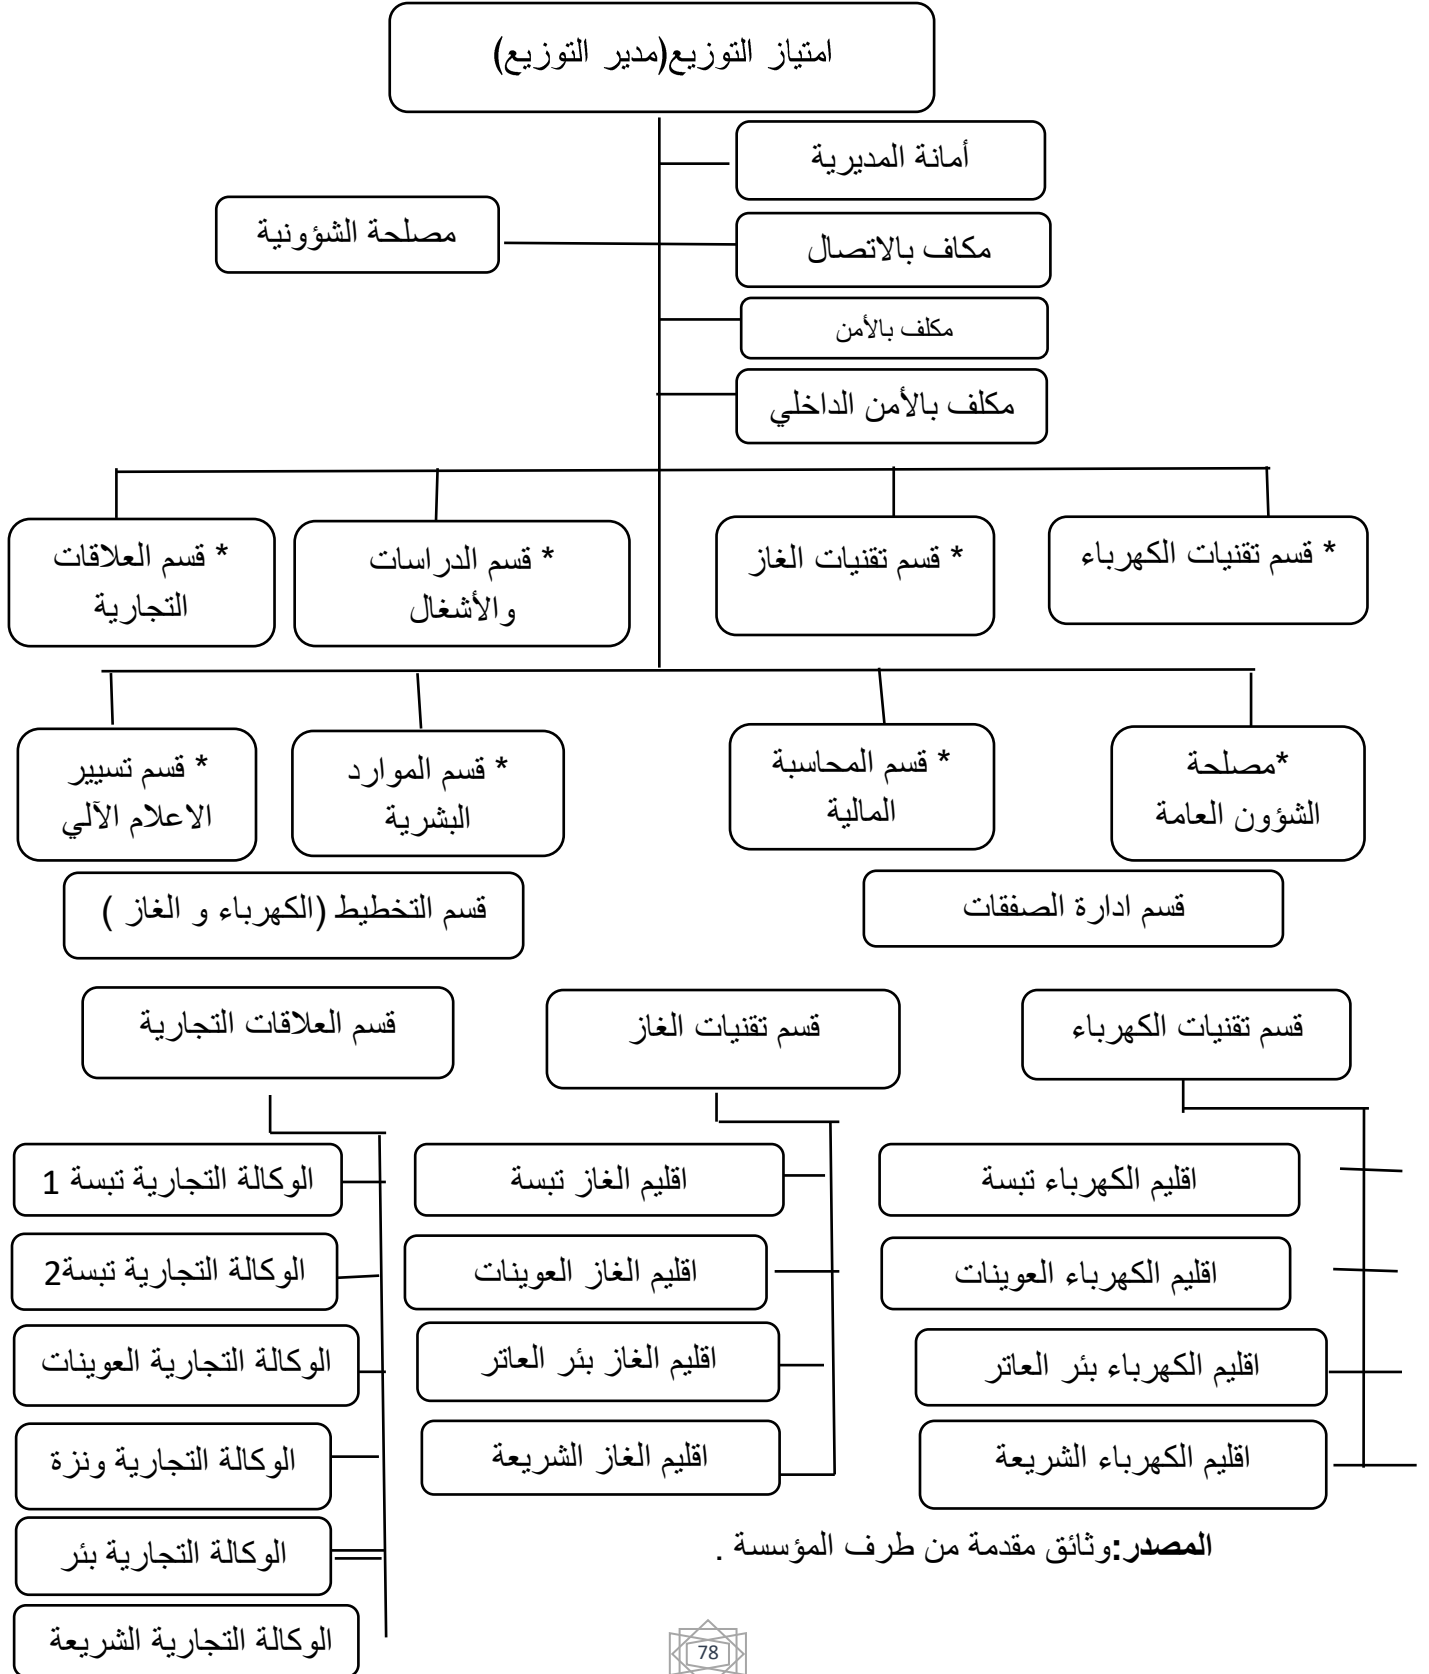 امتياز التوزيع(مدير التوزيع)
أمانة المديرية
مصلحة الشؤونية
مكاف بالاتصال
مكلف بالأمن
مكلف بالأمن الداخلي
* قسم تقنيات الكهرباء
* قسم تقنيات الغاز
* قسم الدراسات
والأشغال
* قسم العلاقات
التجارية
*مصلحة
الشؤون العامة
* قسم المحاسبة
المالية
* قسم الموارد
البشرية
* قسم تسيير
الاعلام الآلي
قسم ادارة الصفقات
قسم التخطيط (الكهرباء و الغاز )
قسم تقنيات الكهرباء
قسم تقنيات الغاز
قسم العلاقات التجارية
اقليم الكهرباء تبسة
اقليم الكهرباء العوينات
اقليم الكهرباء بئر العاتر
اقليم الكهرباء الشريعة
اقليم الغاز تبسة
اقليم الغاز العوينات
اقليم الغاز بئر العاتر
اقليم الغاز الشريعة
الوكالة التجارية تبسة 1
الوكالة التجارية تبسة2
الوكالة التجارية العوينات
الوكالة التجارية ونزة
الوكالة التجارية بئر
الوكالة التجارية الشريعة
المصدر:وثائق مقدمة من طرف المؤسسة .
78